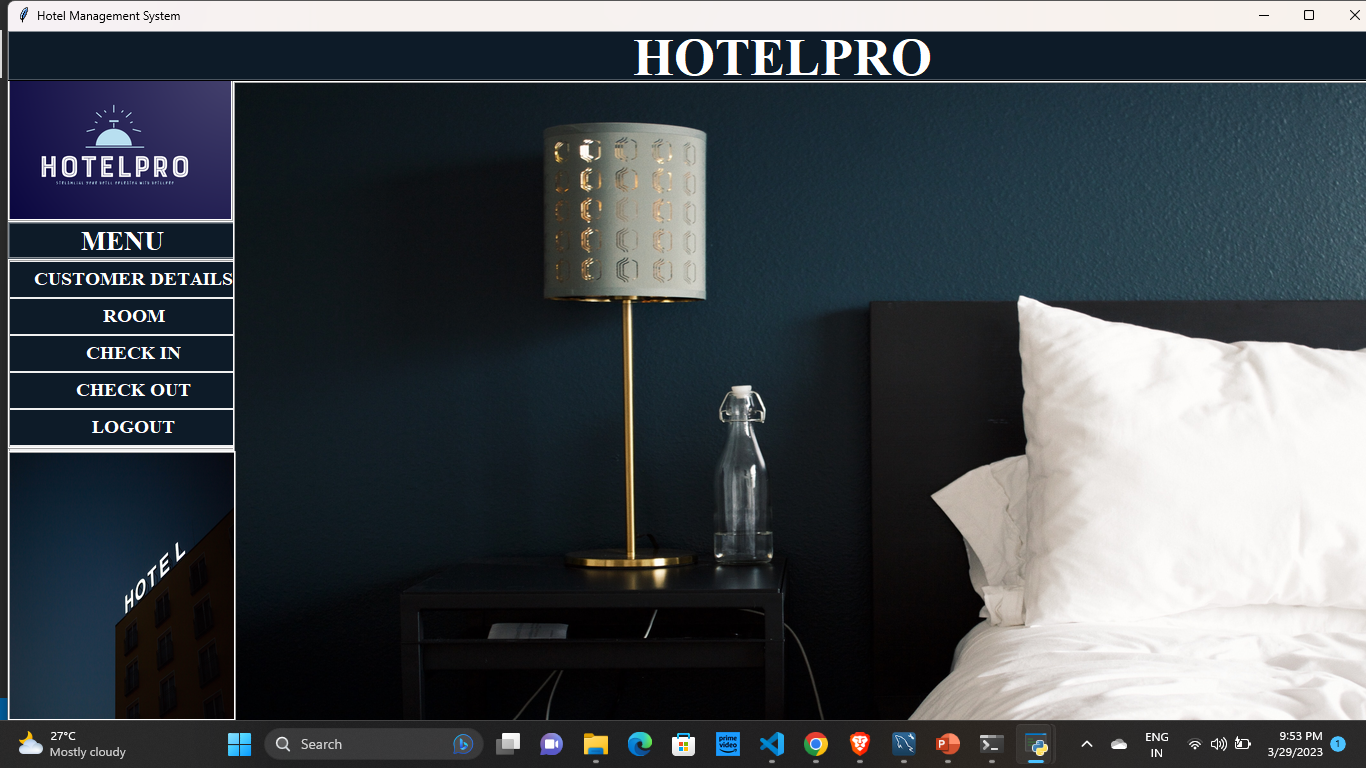 Hotel Management System
HOTELPRO
HOTELPRO
MENU
CUSTOMER DETAILS
ROOM
CHECK IN
CHECK OUT
LOGOUT
HOTEL
27°C
Mostly cloudy
Search
prime video
ENG
IN
9:53 PM
3/29/2023
1